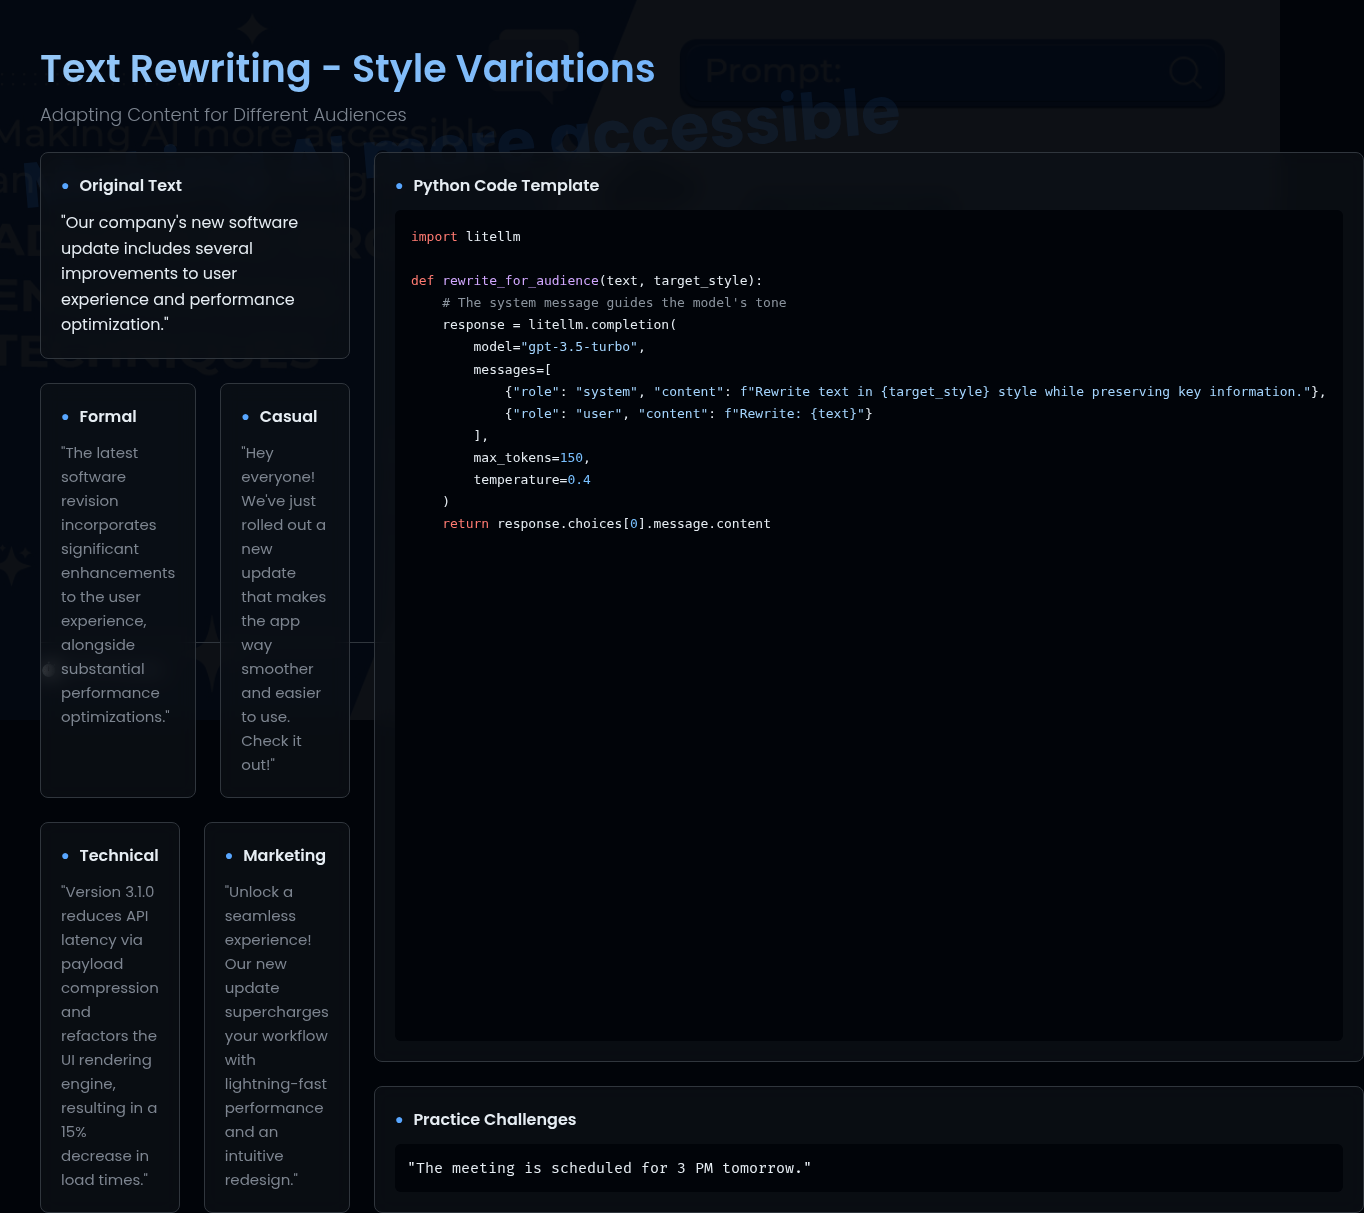 Text Rewriting - Style Variations
Adapting Content for Different Audiences
Prompt:
Making AI more accessible
AI more accessible
Original Text
"Our company's new software
update includes several
improvements to user
experience and performance
optimization."
Formal
"The latest
software
revision
incorporates
significant
enhancements
to the user
experience,
alongside
substantial
performance
optimizations."
Casual
"Hey
everyone!
We've just
rolled out a
new
update
that makes
the app
way
smoother
and easier
to use.
Check it
out!"
Technical
"Version 3.1.0
reduces API
latency via
payload
compression
and
refactors the
UI rendering
engine,
resulting in a
15%
decrease in
load times."
Marketing
"Unlock a
seamless
experience!
Our new
update
supercharges
your workflow
with
lightning-fast
performance
and an
intuitive
redesign."
TECHNIQUES
Python Code Template
import litellm
def rewrite_for_audience(text, target_style):
# The system message guides the model's tone
response = litellm.completion(
model="gpt-3.5-turbo",
messages=[
{"role": "system", "content": f"Rewrite text in {target_style} style while preserving key information."},
{"role": "user", "content": f"Rewrite: {text}"}
],
max_tokens=150,
temperature=0.4
)
return response.choices[0].message.content
Practice Challenges
"The meeting is scheduled for 3 PM tomorrow."